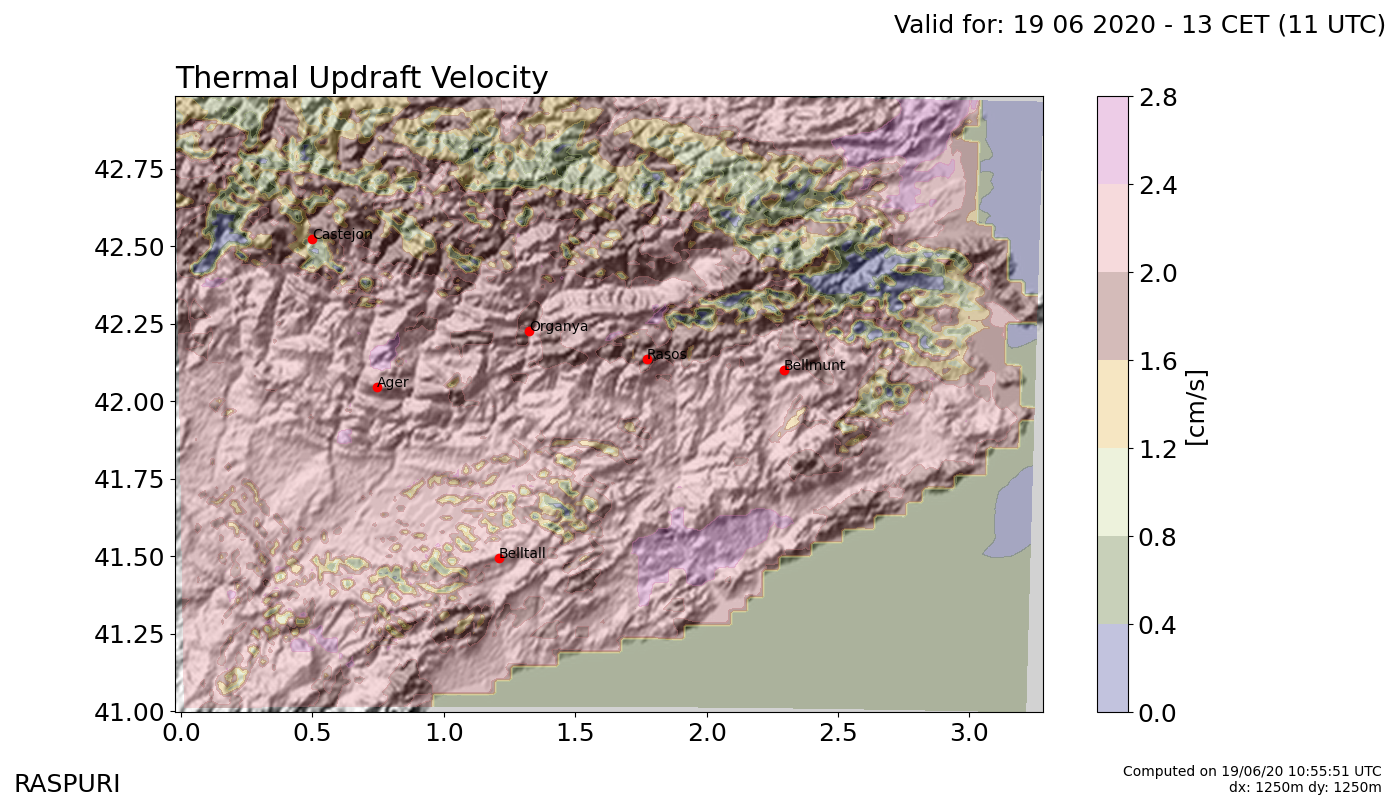 Valid for: 19 06 2020 - 13 CET (11 UTC)
Thermal Updraft Velocity
2.8
2.4
2.0
1.6
1.2
0.8
0.4
0.0
[cm/s]
42.75
42.50
42.25
42.00
41.75
41.50
41.25
41.00
Castejon
Organya
Rasos
Bellmunt
Ager
Belltall
0.0 0.5 1.0 1.5 2.0 2.5 3.0
RASPURI
Computed on 19/06/20 10:55:51 UTC
dx: 1250m dy: 1250m